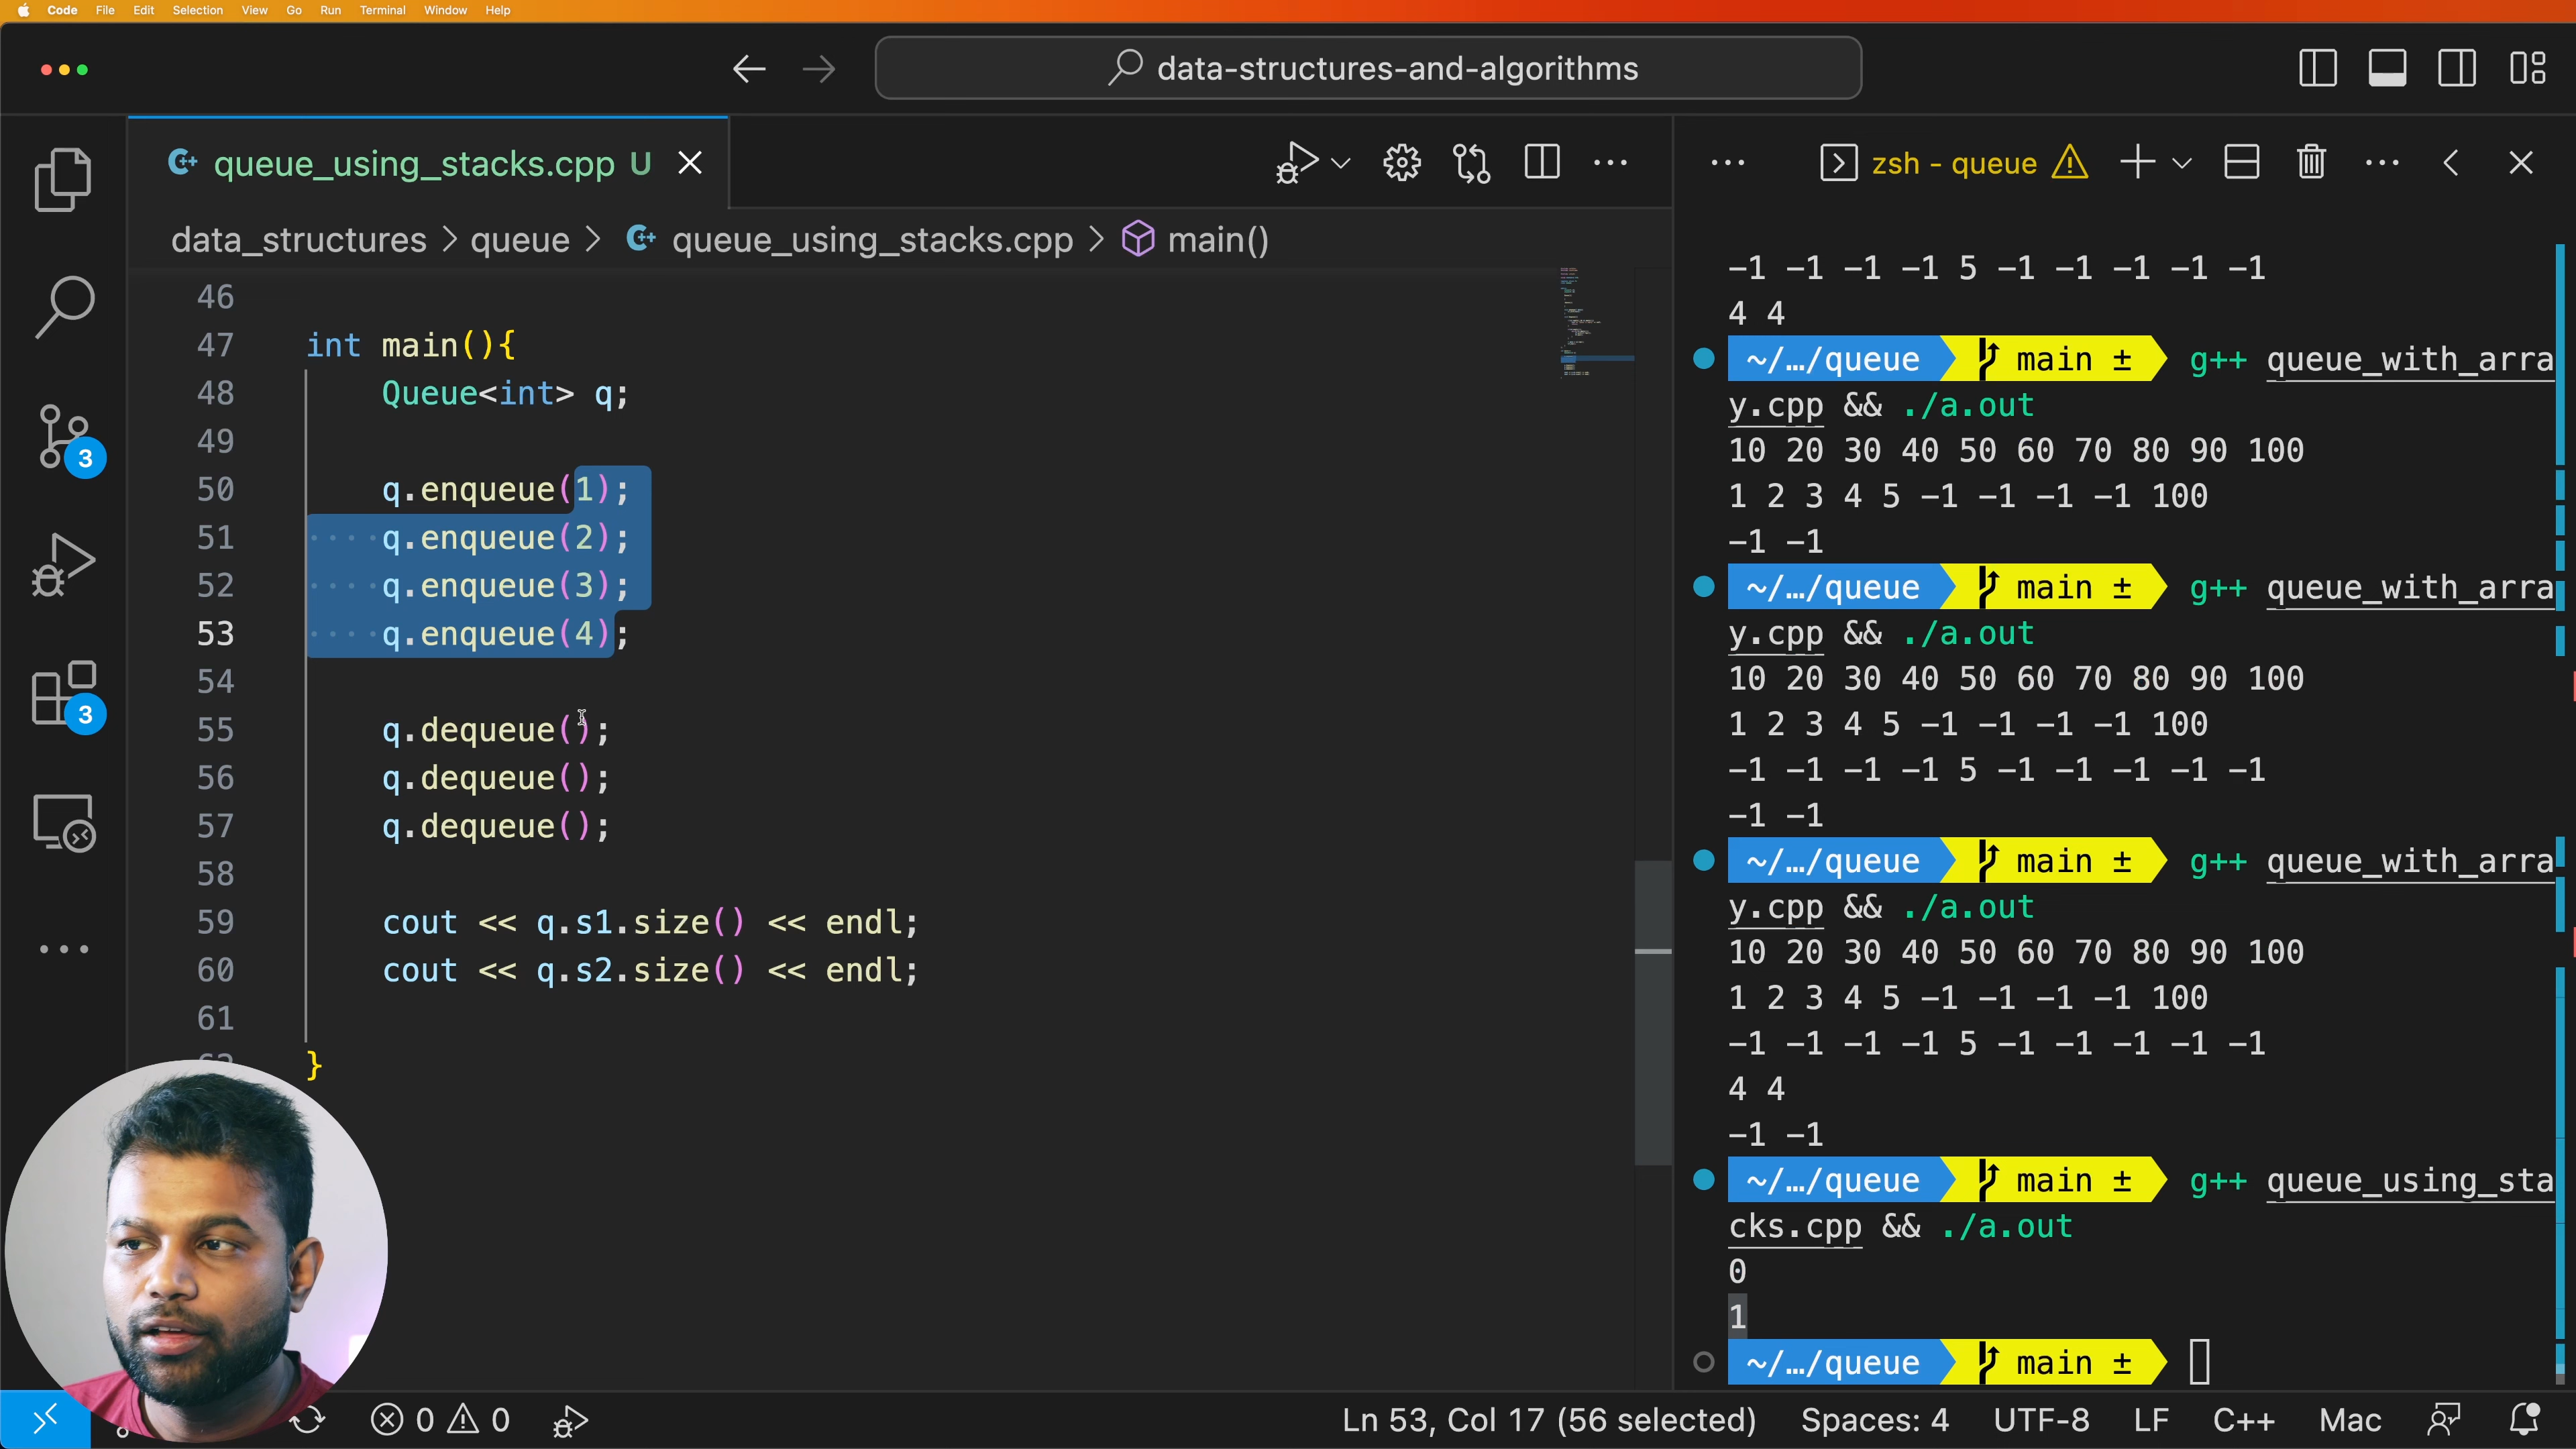 Code File Edit Selection View Go Run Terminal Window Help
data-structures-and-algorithms
queue_using_stacks.cpp U
zsh - queue
data_structures > queue > queue_using_stacks.cpp > main()
46
47 int main(){
48 Queue<int> q;
49
50 q.enqueue(1);
51 q.enqueue(2);
52 q.enqueue(3);
53 q.enqueue(4);
54
55 q.dequeue();
56 q.dequeue();
57 q.dequeue();
58
59 cout << q.s1.size() << endl;
60 cout << q.s2.size() << endl;
61
}
3
3
-1 -1 -1 -1 5 -1 -1 -1 -1 -1
4 4
~/…/queue main ± g++ queue_with_arra
y.cpp && ./a.out
10 20 30 40 50 60 70 80 90 100
1 2 3 4 5 -1 -1 -1 -1 100
-1 -1
~/…/queue main ± g++ queue_with_arra
y.cpp && ./a.out
10 20 30 40 50 60 70 80 90 100
1 2 3 4 5 -1 -1 -1 -1 100
-1 -1 -1 -1 5 -1 -1 -1 -1 -1
-1 -1
~/…/queue main ± g++ queue_with_arra
y.cpp && ./a.out
10 20 30 40 50 60 70 80 90 100
1 2 3 4 5 -1 -1 -1 -1 100
-1 -1 -1 -1 5 -1 -1 -1 -1 -1
4 4
-1 -1
~/…/queue main ± g++ queue_using_sta
cks.cpp && ./a.out
0
1
~/…/queue main ±
0 0 Ln 53, Col 17 (56 selected) Spaces: 4 UTF-8 LF C++ Mac